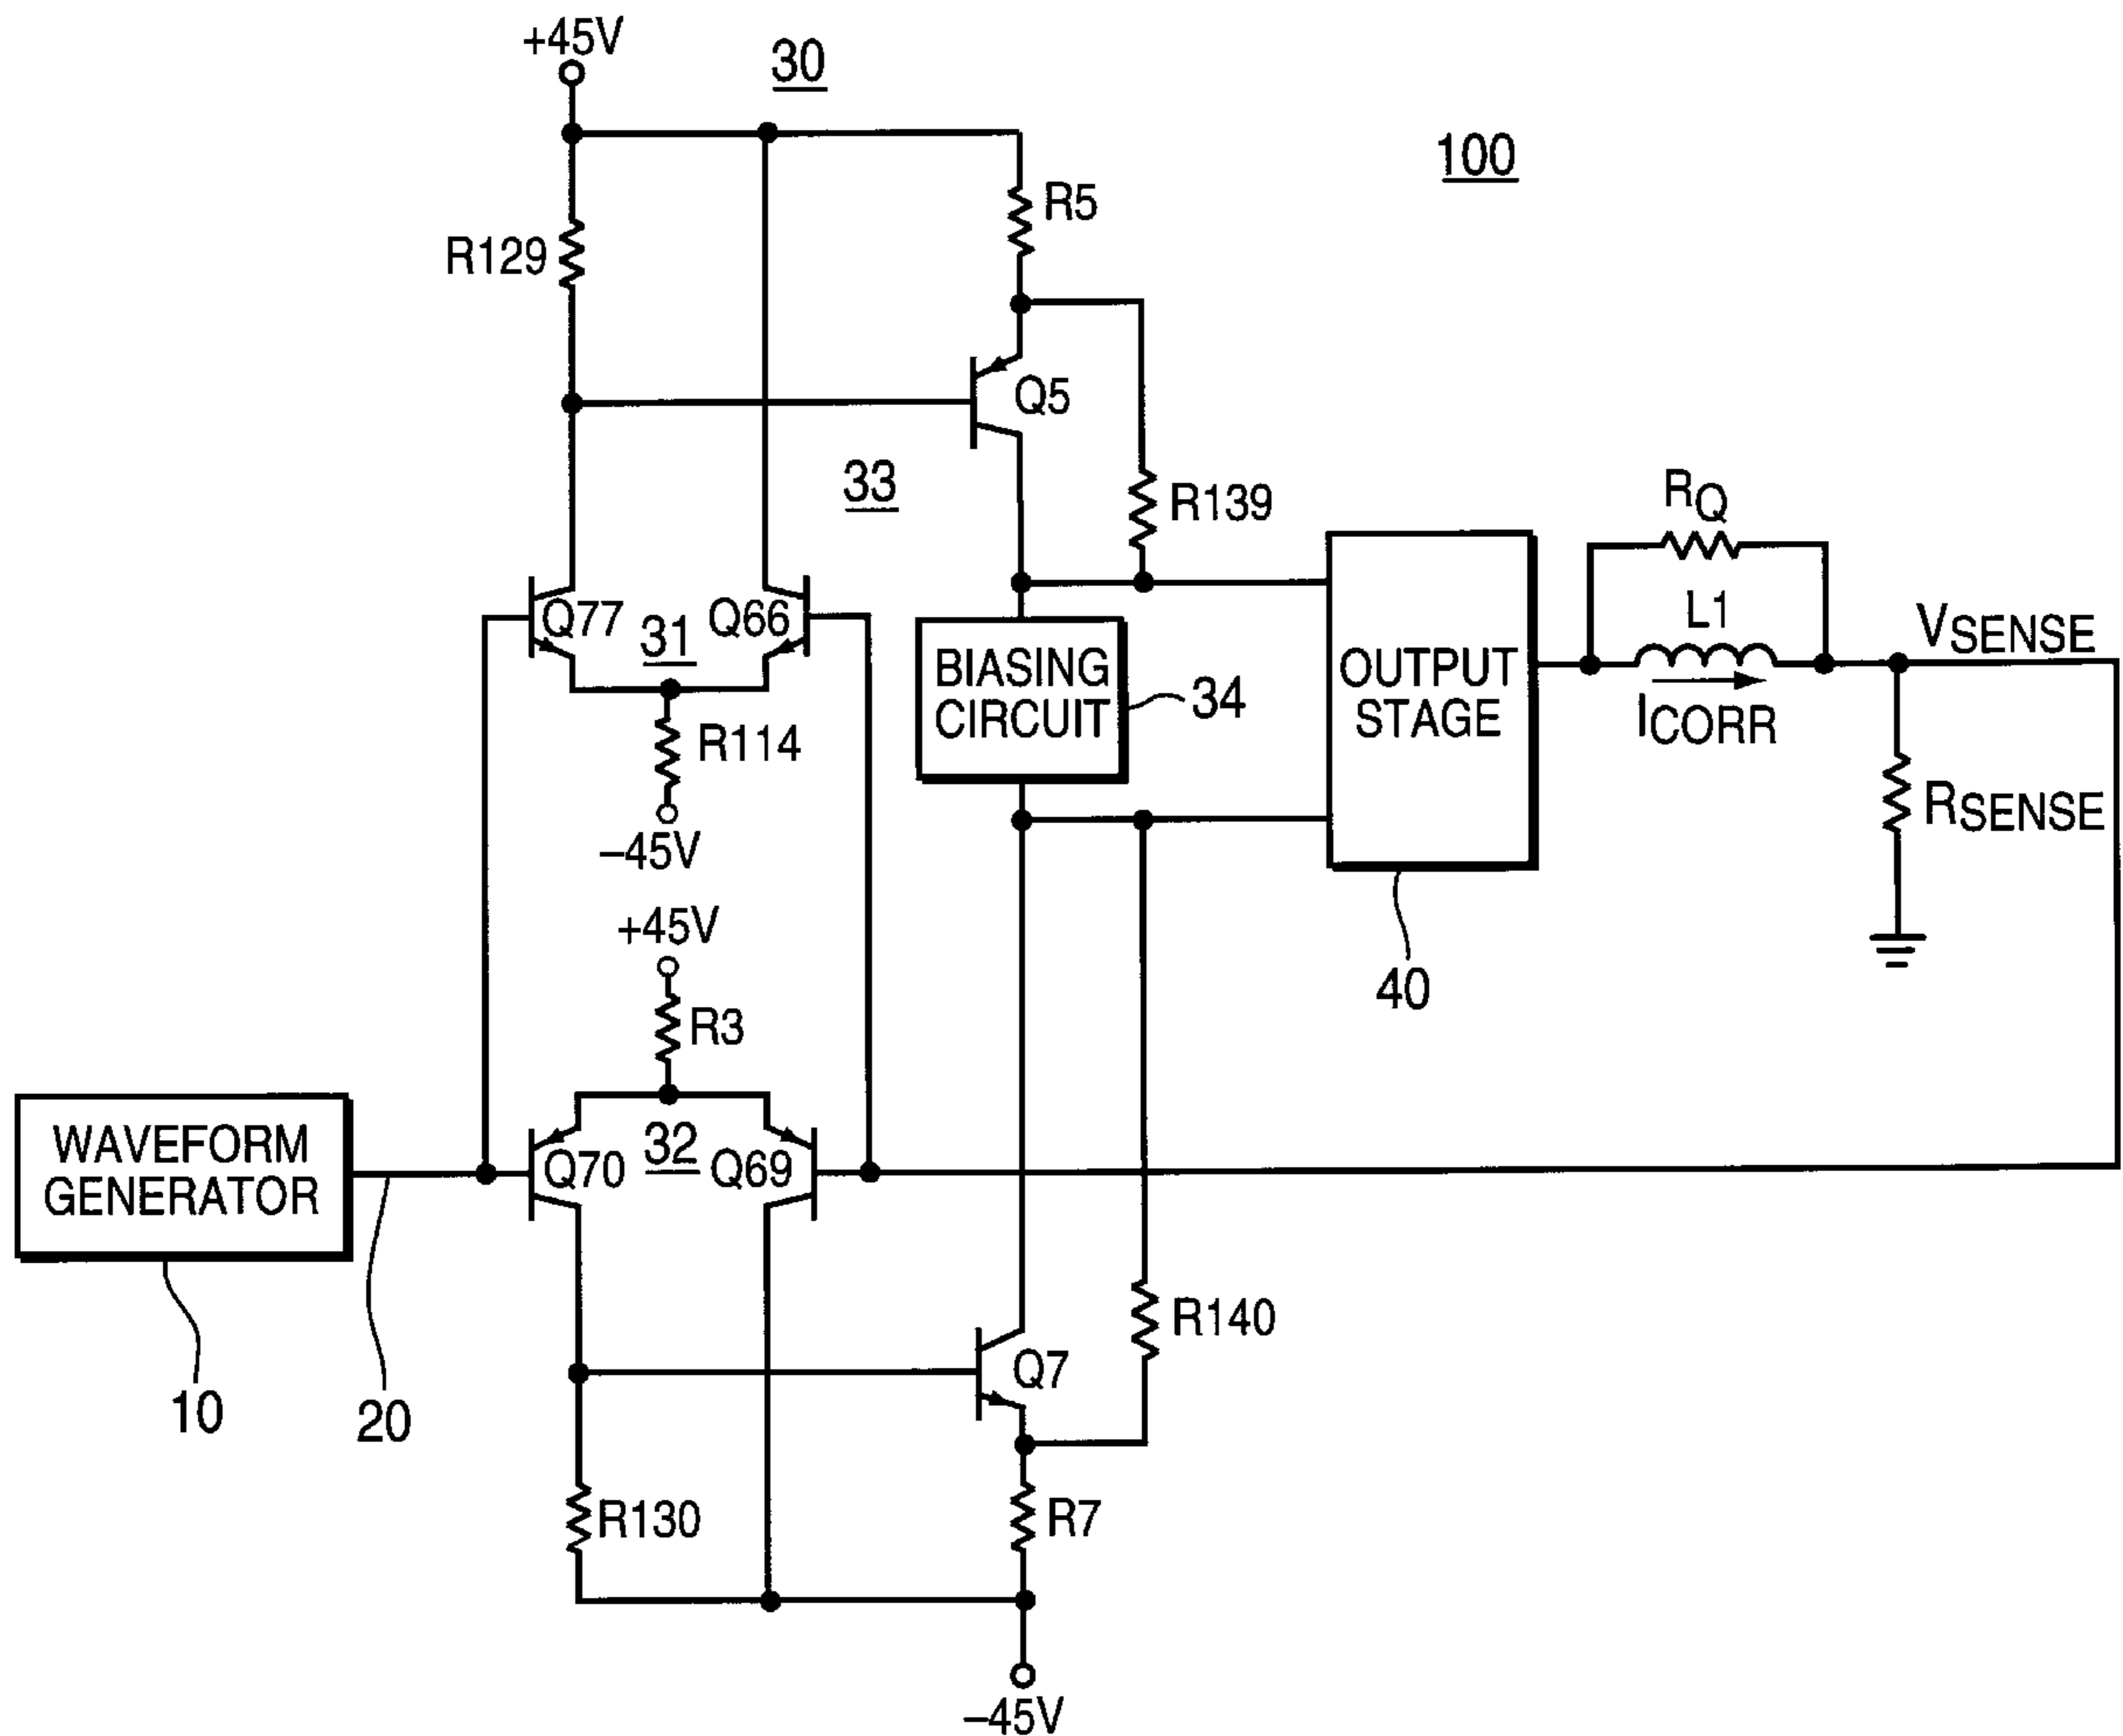 +45V
30
100
R5
R129
Q5
33
R139
RQ
Q77
31
Q66
L1
VSENSE
BIASING
CIRCUIT
34
OUTPUT
STAGE
ICORR
R114
RSENSE
–45V
+45V
40
R3
WAVEFORM
GENERATOR
Q70
32
Q69
R140
Q7
10
20
R130
R7
–45V